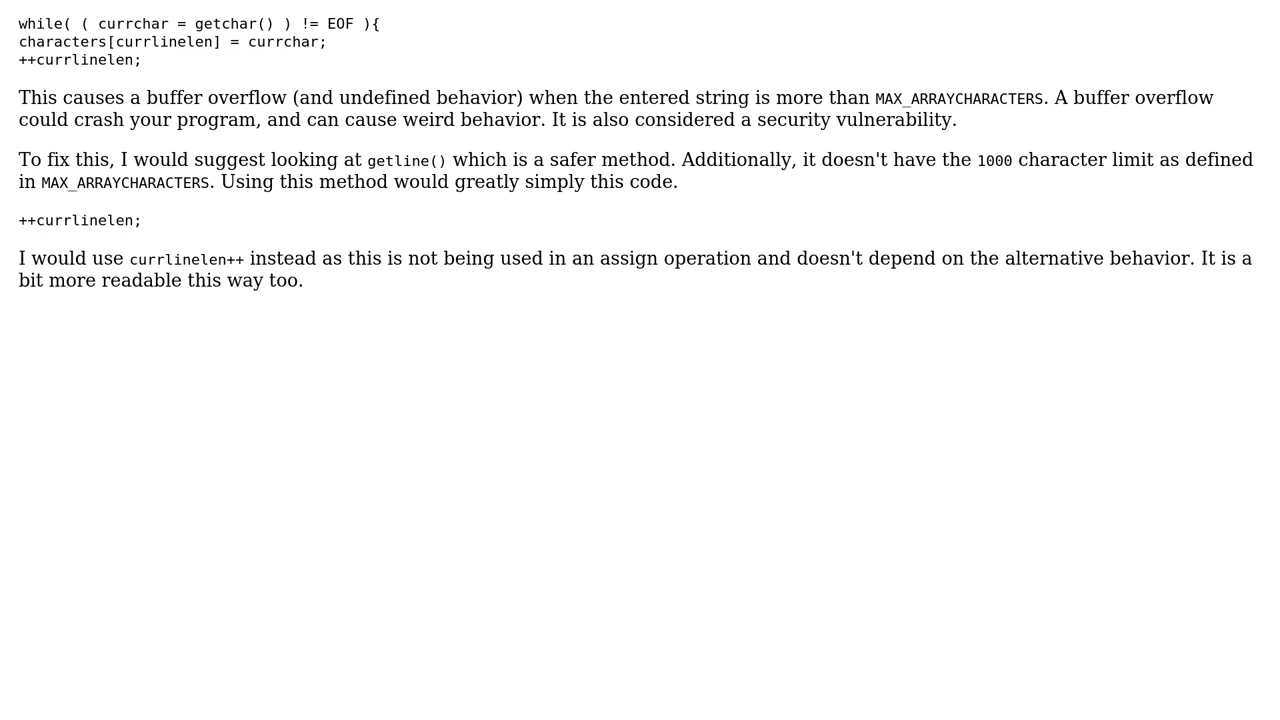 while( ( currchar = getchar() ) != EOF ){
characters[currlinelen] = currchar;
++currlinelen;
This causes a buffer overflow (and undefined behavior) when the entered string is more than MAX_ARRAYCHARACTERS. A buffer overflow
could crash your program, and can cause weird behavior. It is also considered a security vulnerability.
To fix this, I would suggest looking at getline() which is a safer method. Additionally, it doesn't have the 1000 character limit as defined
in MAX_ARRAYCHARACTERS. Using this method would greatly simply this code.
++currlinelen;
I would use currlinelen++ instead as this is not being used in an assign operation and doesn't depend on the alternative behavior. It is a
bit more readable this way too.